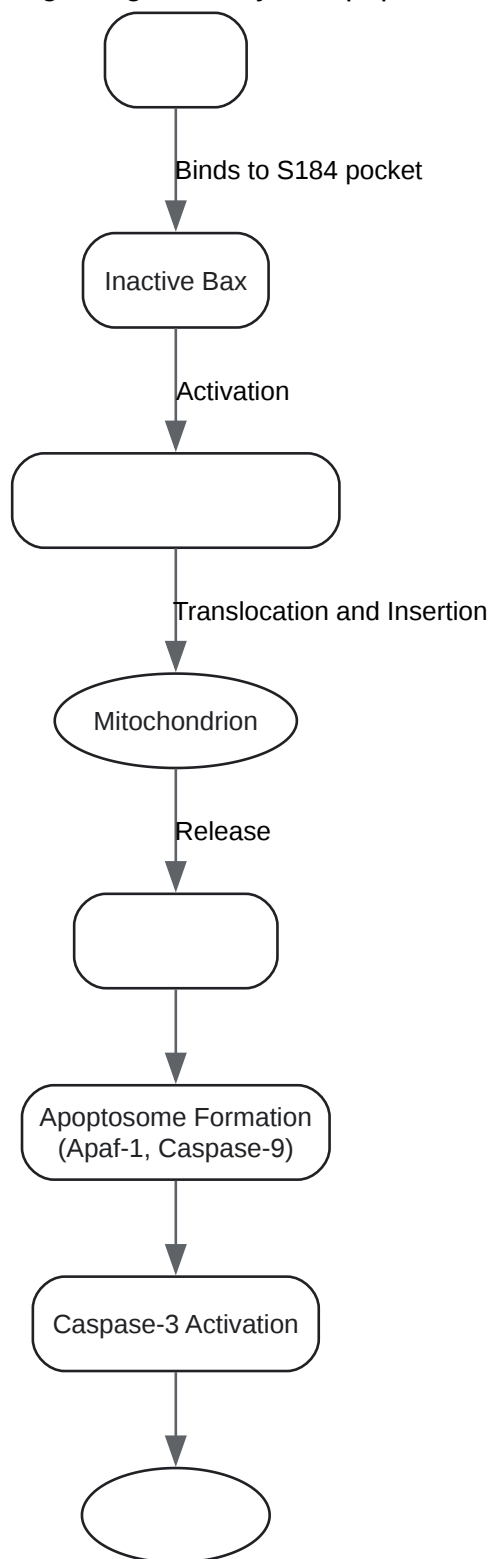 Binds to S184 pocket
Inactive Bax
Activation
Translocation and Insertion
Mitochondrion
Release
Apoptosome Formation
(Apaf-1, Caspase-9)
Caspase-3 Activation